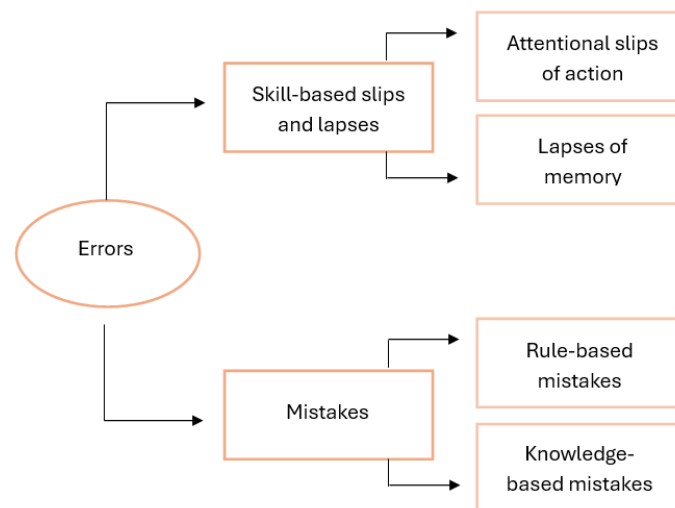 Attentional slips
of action
Skill-based slips
and lapses
Lapses of
memory
Errors
Rule-based
mistakes
Mistakes
Knowledge-
based mistakes